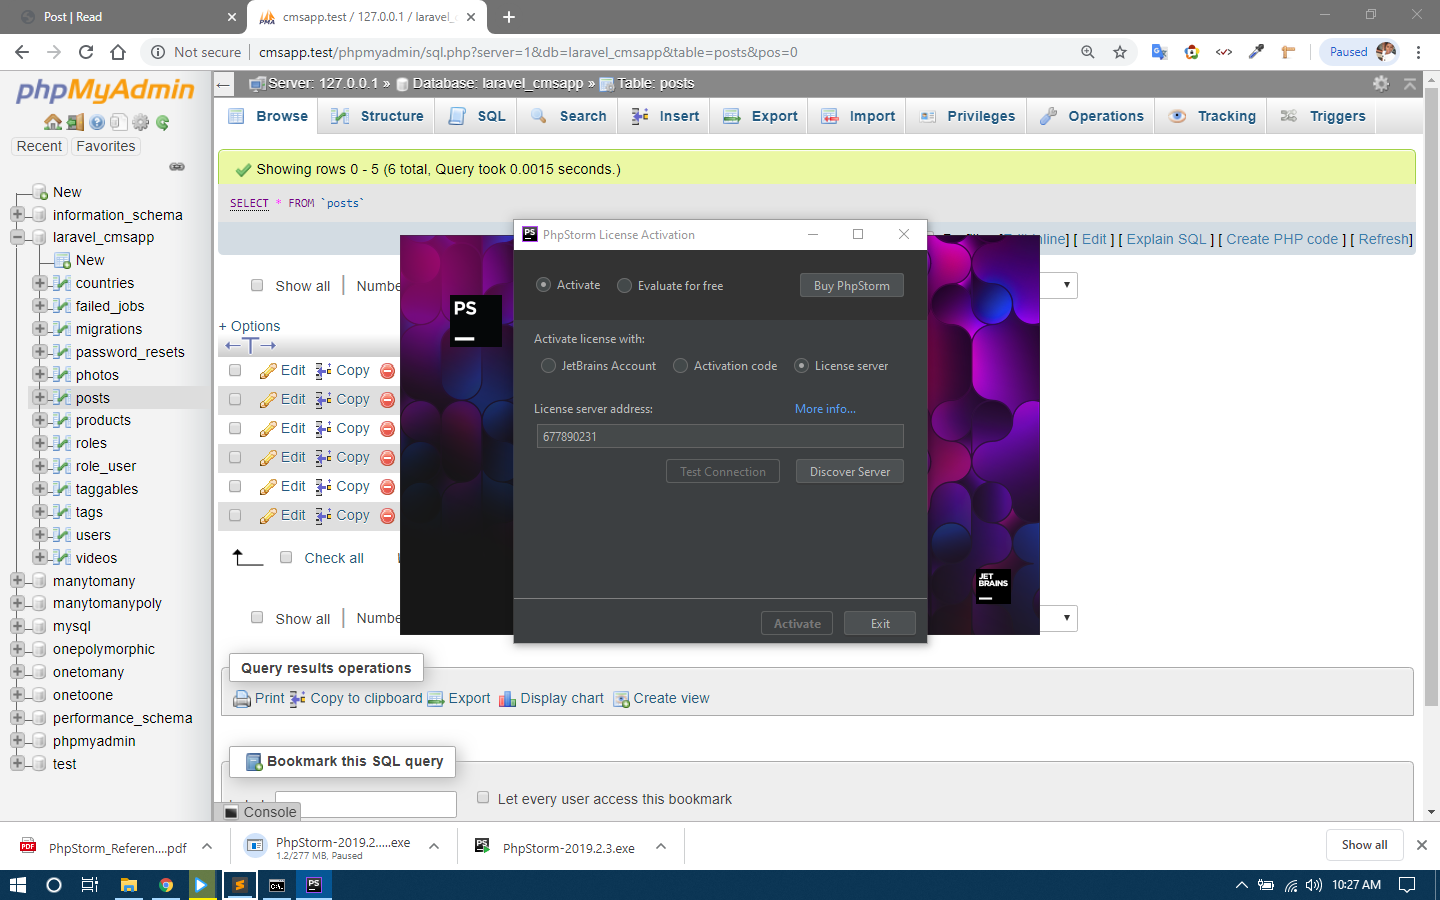 Post | Read
cmsapp.test / 127.0.0.1 / laravel_c
Not secure | cmsapp.test/phpmyadmin/sql.php?server=1&db=laravel_cmsapp&table=posts&pos=0
Paused
phpMyAdmin
Recent Favorites
New
information_schema
laravel_cmsapp
New
countries
failed_jobs
migrations
password_resets
photos
posts
products
roles
role_user
taggables
tags
users
videos
manytomany
manytomanypoly
mysql
onepolymorphic
onetomany
onetoone
performance_schema
phpmyadmin
test
Server: 127.0.0.1 » Database: laravel_cmsapp » Table: posts
Browse Structure SQL Search Insert Export Import Privileges Operations Tracking Triggers
Showing rows 0 - 5 (6 total, Query took 0.0015 seconds.)
SELECT * FROM `posts`
inline] [ Edit ] [ Explain SQL ] [ Create PHP code ] [ Refresh]
Show all | Numbe
+ Options
Edit Copy
Edit Copy
Edit Copy
Edit Copy
Edit Copy
Edit Copy
Check all
Show all | Numbe
PS
PS PhpStorm License Activation
Activate Evaluate for free Buy PhpStorm
Activate license with:
JetBrains Account Activation code License server
License server address: More info...
677890231
Test Connection Discover Server
Activate Exit
JET
BRAINS
Query results operations
Print Copy to clipboard Export Display chart Create view
Bookmark this SQL query
Let every user access this bookmark
Console
PDF PhpStorm_Referen....pdf
PhpStorm-2019.2.....exe
1.2/277 MB, Paused
PS PhpStorm-2019.2.3.exe
Show all
PS
10:27 AM